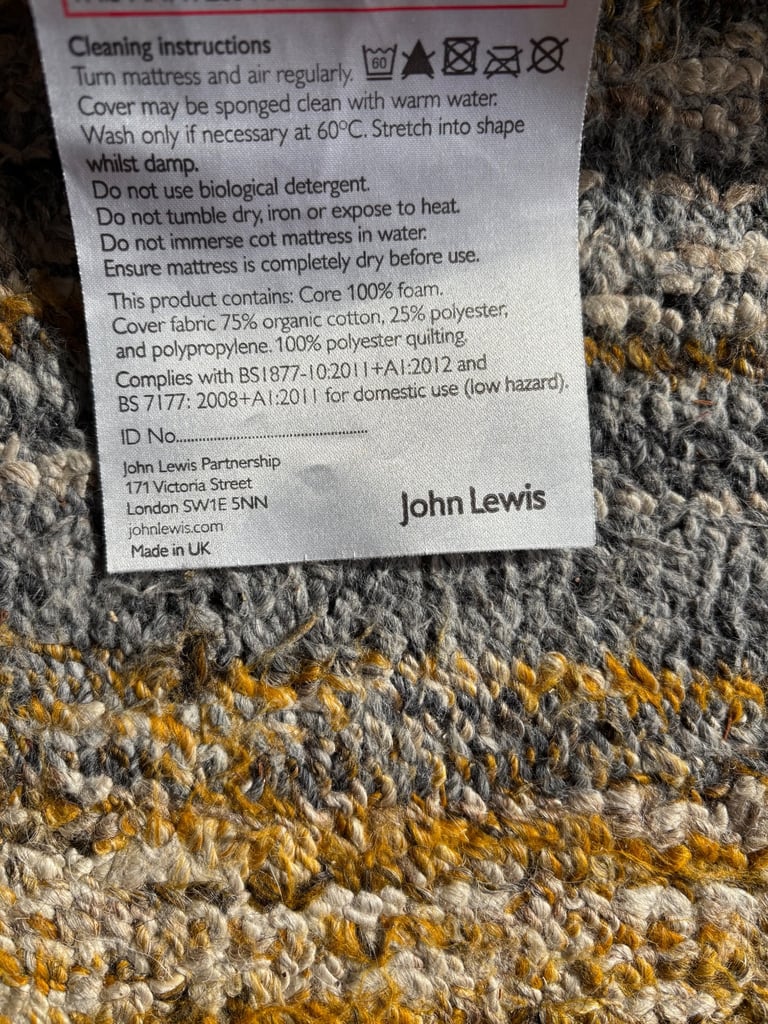 Cleaning instructions
60
Turn mattress and air regularly.
Cover may be sponged clean with warm water.
Wash only if necessary at 60ºC. Stretch into shape
whilst damp.
Do not use biological detergent.
Do not tumble dry, iron or expose to heat.
Do not immerse cot mattress in water.
Ensure mattress is completely dry before use.
This product contains: Core 100% foam.
Cover fabric 75% organic cotton, 25% polyester,
and polypropylene. 100% polyester quilting.
Complies with BS1877-10:2011+A1:2012 and
BS 7177: 2008+A1:2011 for domestic use (low hazard).
ID No..................................................
John Lewis Partnership
171 Victoria Street
London SW1E 5NN
johnlewis.com
Made in UK
John Lewis